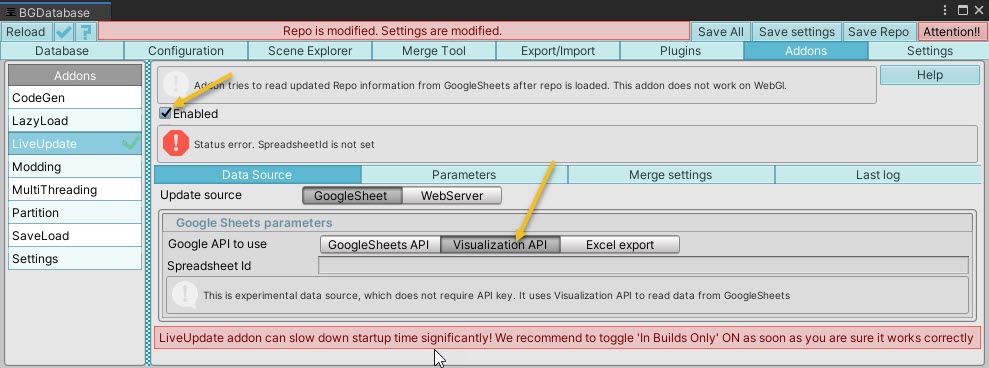 BGDatabase
Reload ? Repo is modified. Settings are modified. Save All Save settings Save Repo Attention!!
Database Configuration Scene Explorer Merge Tool Export/Import Plugins Addons Settings
Addons
CodeGen
LazyLoad
LiveUpdate
Modding
MultiThreading
Partition
SaveLoad
Settings
Addon tries to read updated Repo information from GoogleSheets after repo is loaded. This addon does not work on WebGl.
Help
Enabled
Status error. SpreadsheetId is not set
Data Source Parameters Merge settings Last log
Update source GoogleSheet WebServer
Google Sheets parameters
Google API to use GoogleSheets API Visualization API Excel export
Spreadsheet Id
This is experimental data source, which does not require API key. It uses Visualization API to read data from GoogleSheets
LiveUpdate addon can slow down startup time significantly! We recommend to toggle 'In Builds Only' ON as soon as you are sure it works correctly